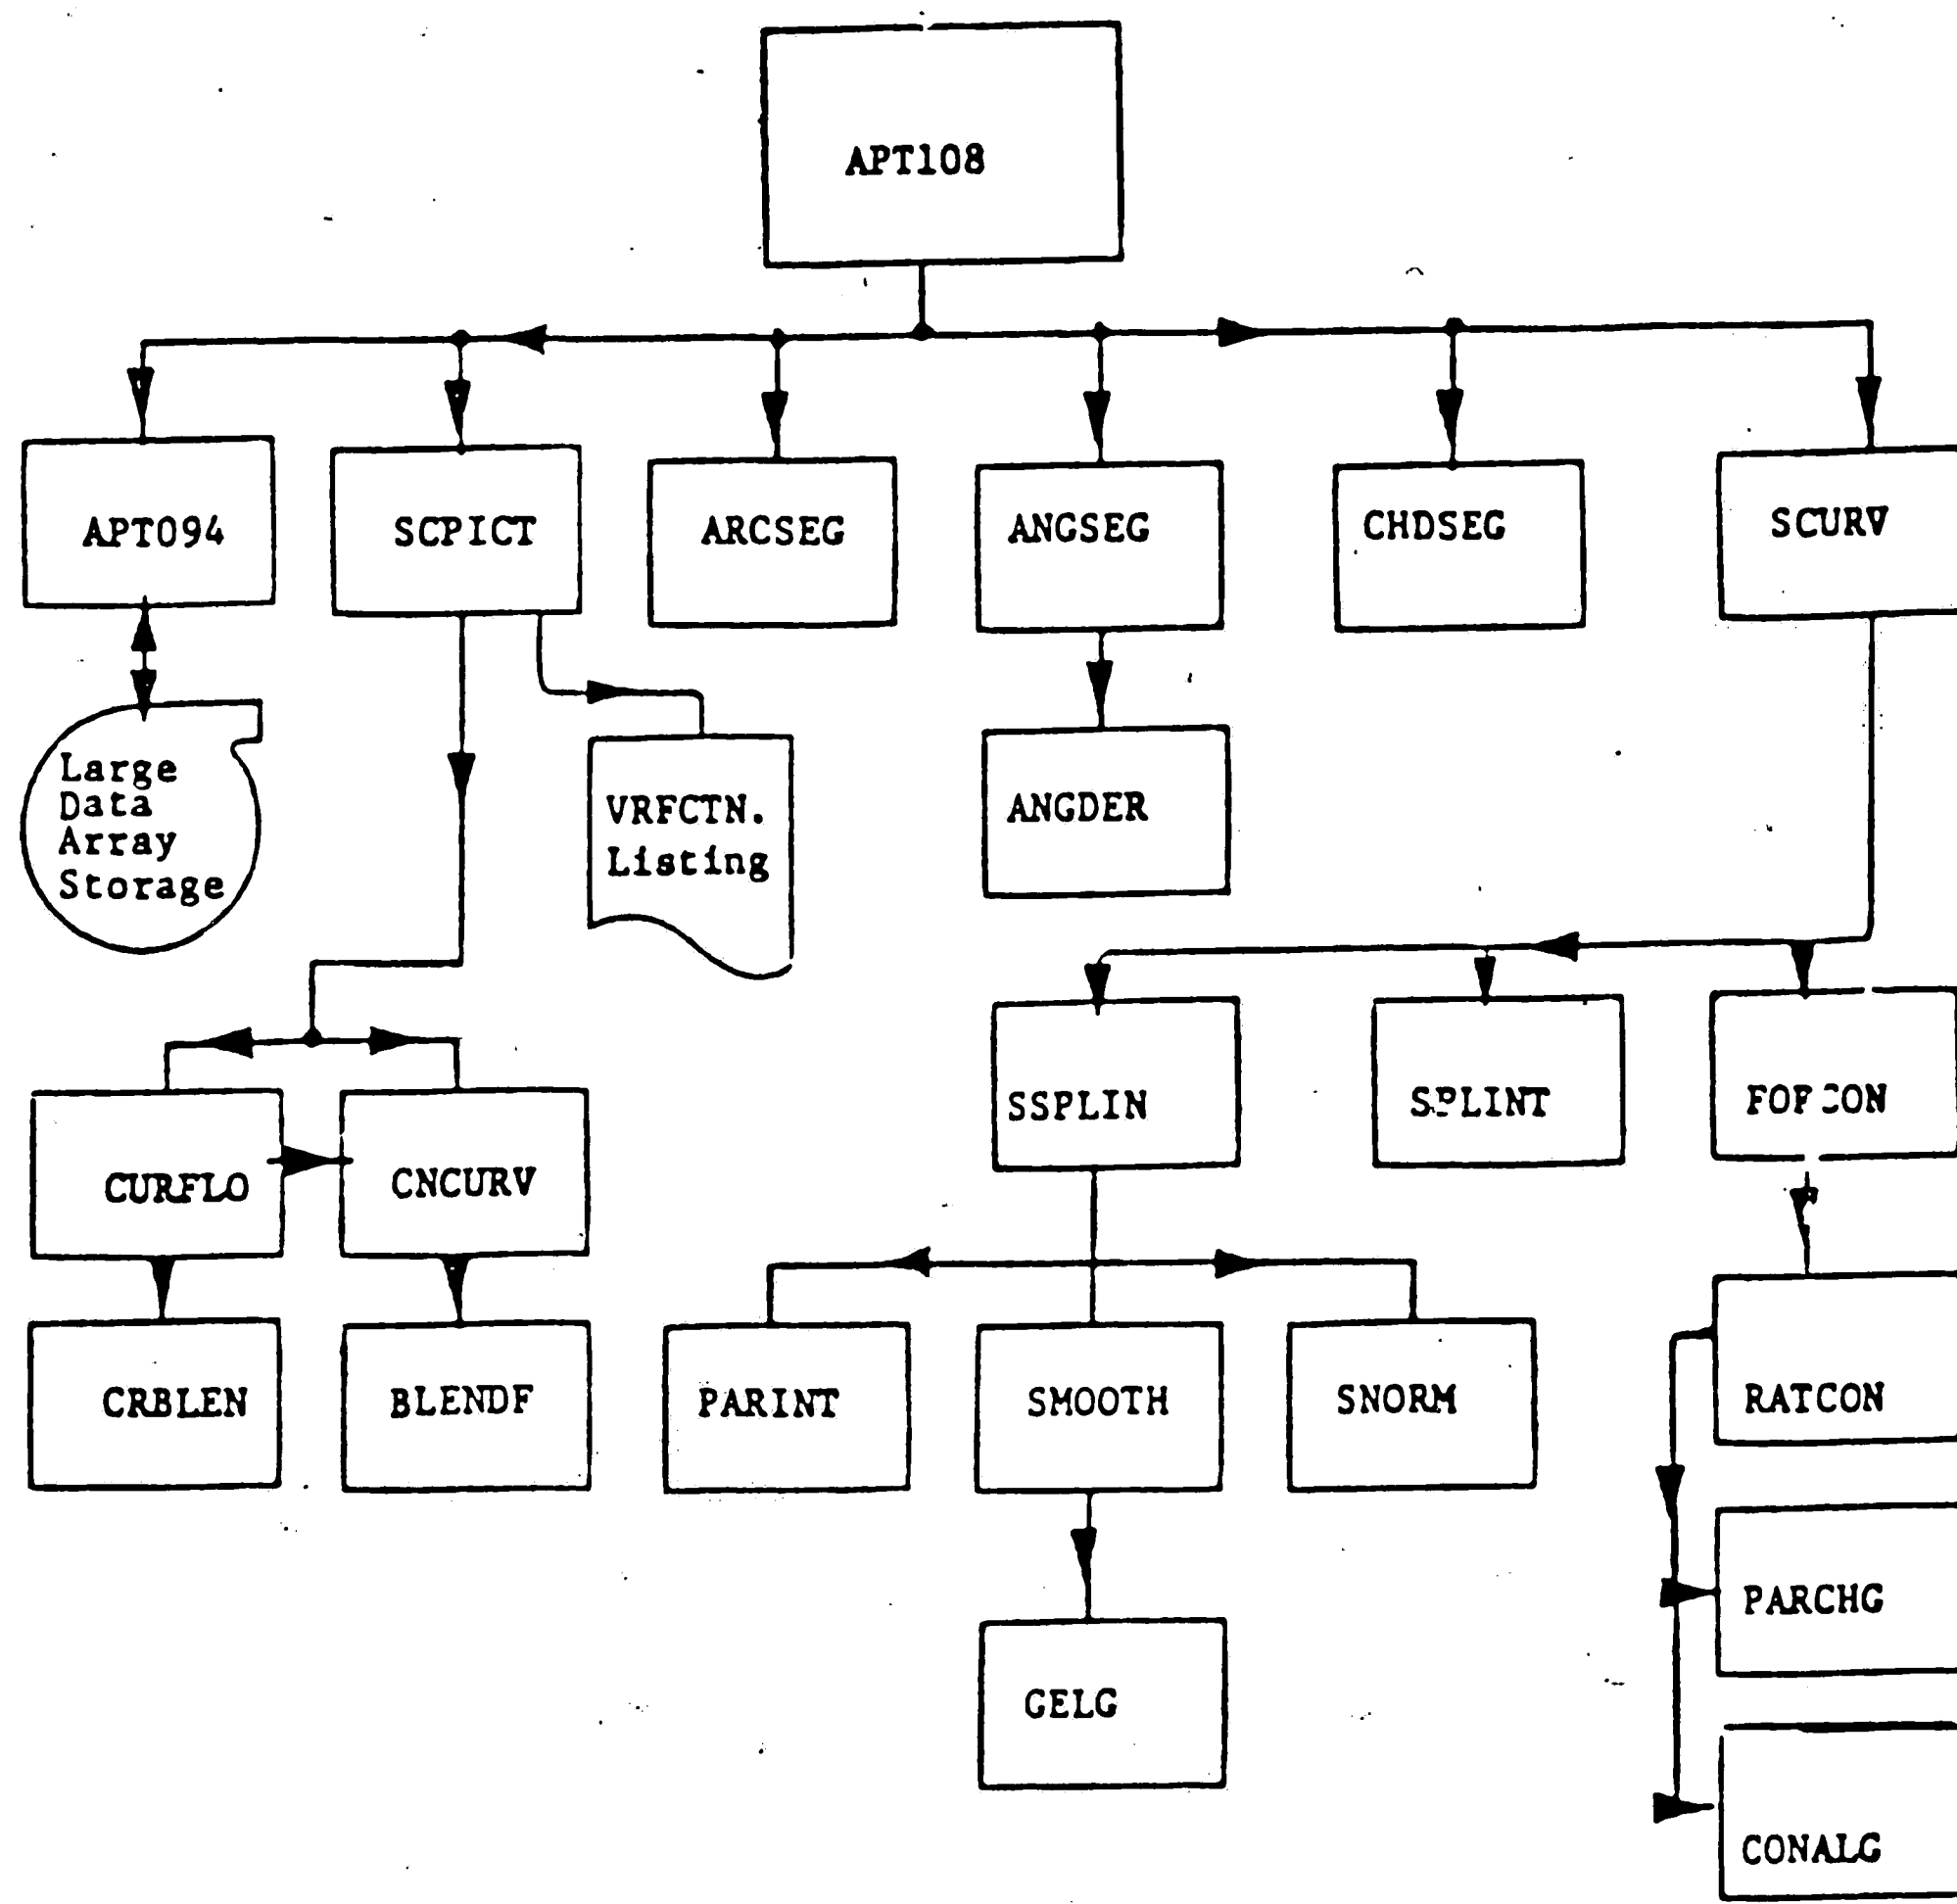 APT108
APT094
SCPICT
ARCSEG
ANGSEG
CHDSEG
SCURV
Large
Data
Array
Storage
VRFCTN.
Listing
ANGDER
SSPLIN
SPLINT
CURFLO
CNCURV
CRBLEN
BLENDF
PARINT
SMOOTH
SNORM
RATCON
PARCHG
GELG
CONALG